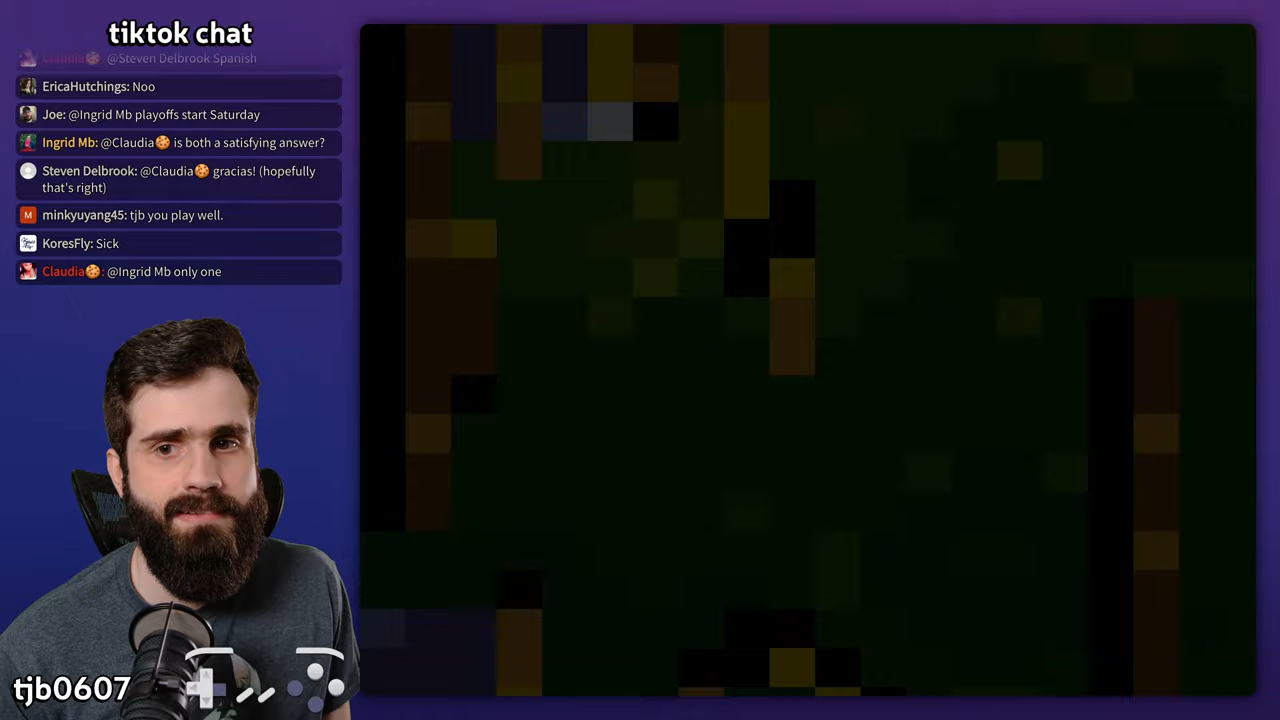 tiktok chat
Claudia🍪 @Steven Delbrook Spanish
EricaHutchings: Noo
Joe: @Ingrid Mb playoffs start Saturday
Ingrid Mb: @Claudia🍪 is both a satisfying answer?
Steven Delbrook: @Claudia🍪 gracias! (hopefully
that's right)
M minkyuyang45: tjb you play well.
KoresFly: Sick
Claudia🍪: @Ingrid Mb only one
tjb0607